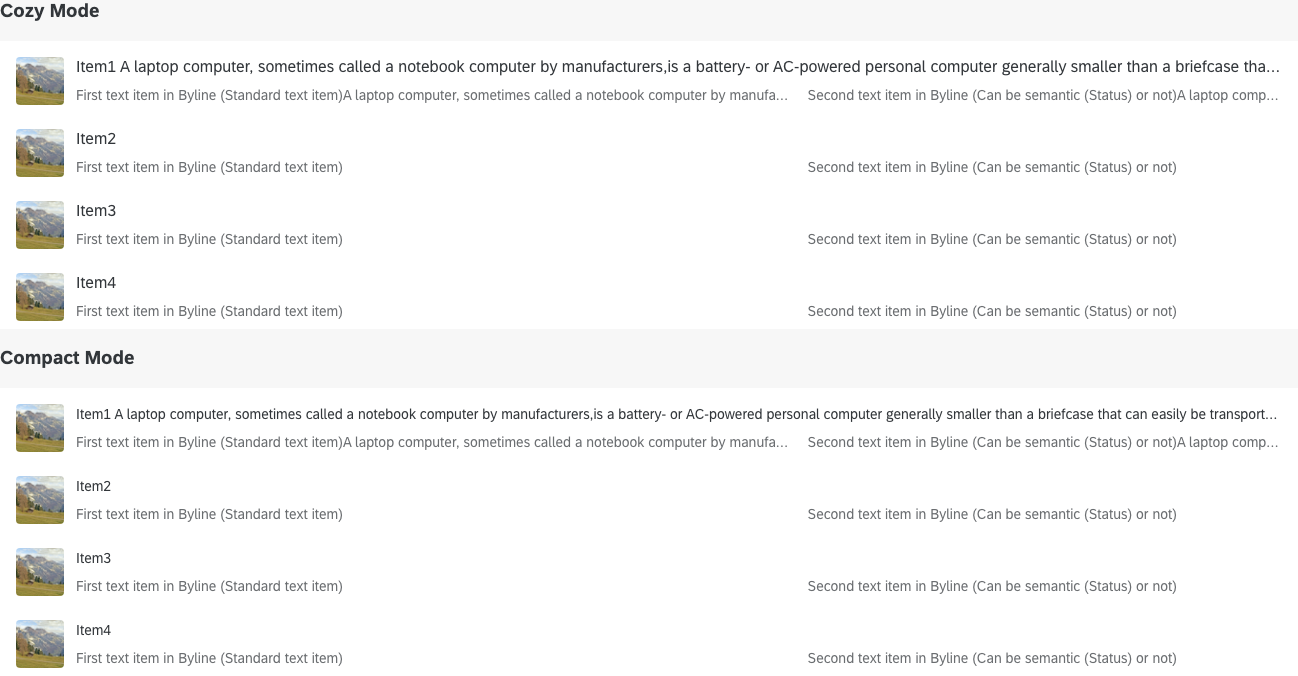 Cozy Mode
Item1 A laptop computer, sometimes called a notebook computer by manufacturers,is a battery- or AC-powered personal computer generally smaller than a briefcase tha...
First text item in Byline (Standard text item)A laptop computer, sometimes called a notebook computer by manufa... Second text item in Byline (Can be semantic (Status) or not)A laptop comp...
Item2
First text item in Byline (Standard text item) Second text item in Byline (Can be semantic (Status) or not)
Item3
First text item in Byline (Standard text item) Second text item in Byline (Can be semantic (Status) or not)
Item4
First text item in Byline (Standard text item) Second text item in Byline (Can be semantic (Status) or not)
Compact Mode
Item1 A laptop computer, sometimes called a notebook computer by manufacturers,is a battery- or AC-powered personal computer generally smaller than a briefcase that can easily be transport...
First text item in Byline (Standard text item)A laptop computer, sometimes called a notebook computer by manufa... Second text item in Byline (Can be semantic (Status) or not)A laptop comp...
Item2
First text item in Byline (Standard text item) Second text item in Byline (Can be semantic (Status) or not)
Item3
First text item in Byline (Standard text item) Second text item in Byline (Can be semantic (Status) or not)
Item4
First text item in Byline (Standard text item) Second text item in Byline (Can be semantic (Status) or not)